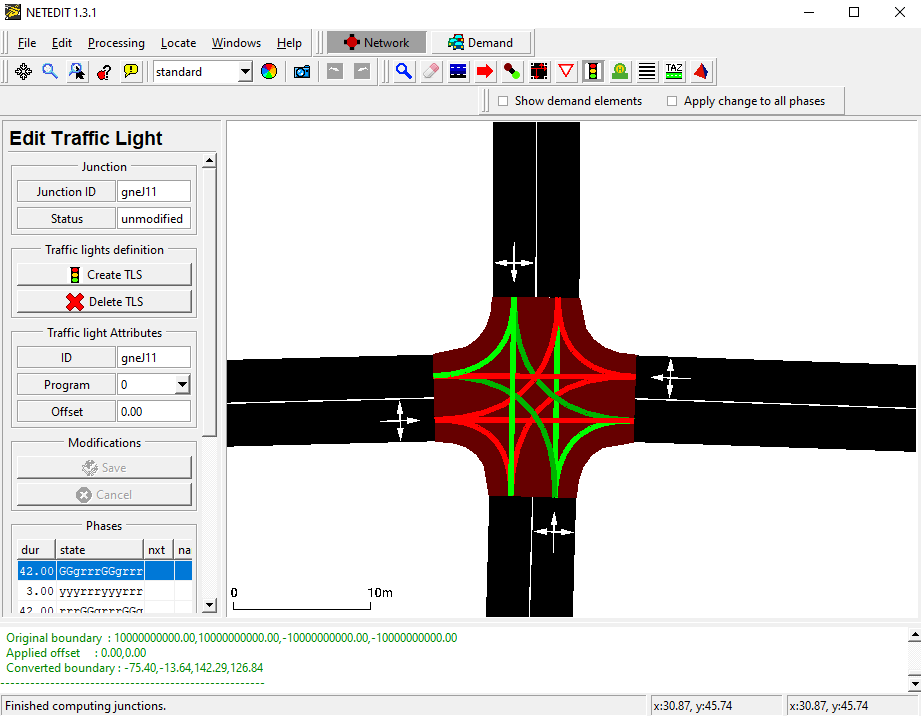 NETEDIT 1.3.1
File Edit Processing Locate Windows Help Network Demand
standard TAZ
Show demand elements Apply change to all phases
Edit Traffic Light
Junction
Junction ID gneJ11
Status unmodified
Traffic lights definition
Create TLS
Delete TLS
Traffic light Attributes
ID gneJ11
Program 0
Offset 0.00
Modifications
Save
Cancel
Phases
dur state nxt na
42.00 GGgrrrGGgrrr
3.00 yyyrrryyyrrr
42.00 rrrGGgrrrGGg
0 10m
Original boundary : 10000000000.00,10000000000.00,-10000000000.00,-10000000000.00
Applied offset : 0.00,0.00
Converted boundary : -75.40,-13.64,142.29,126.84
Finished computing junctions. x:30.87, y:45.74 x:30.87, y:45.74